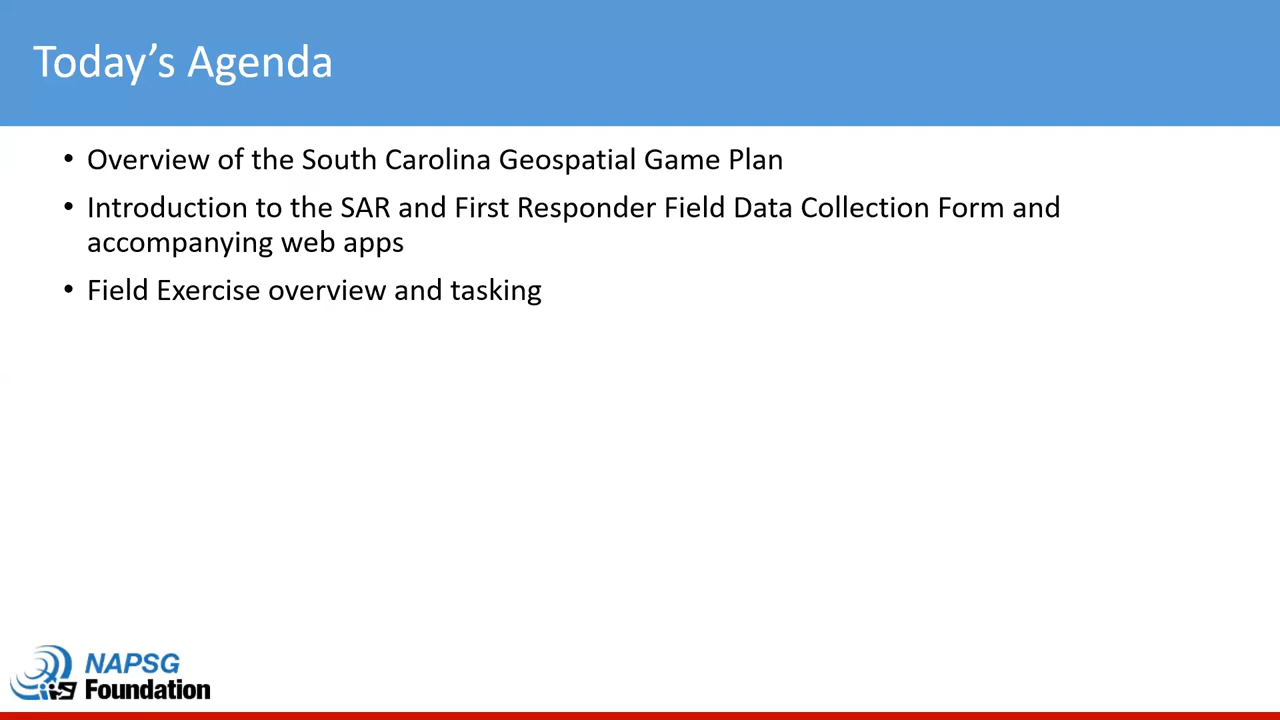 Today’s Agenda
• Overview of the South Carolina Geospatial Game Plan
• Introduction to the SAR and First Responder Field Data Collection Form and
accompanying web apps
• Field Exercise overview and tasking
NAPSG
Foundation